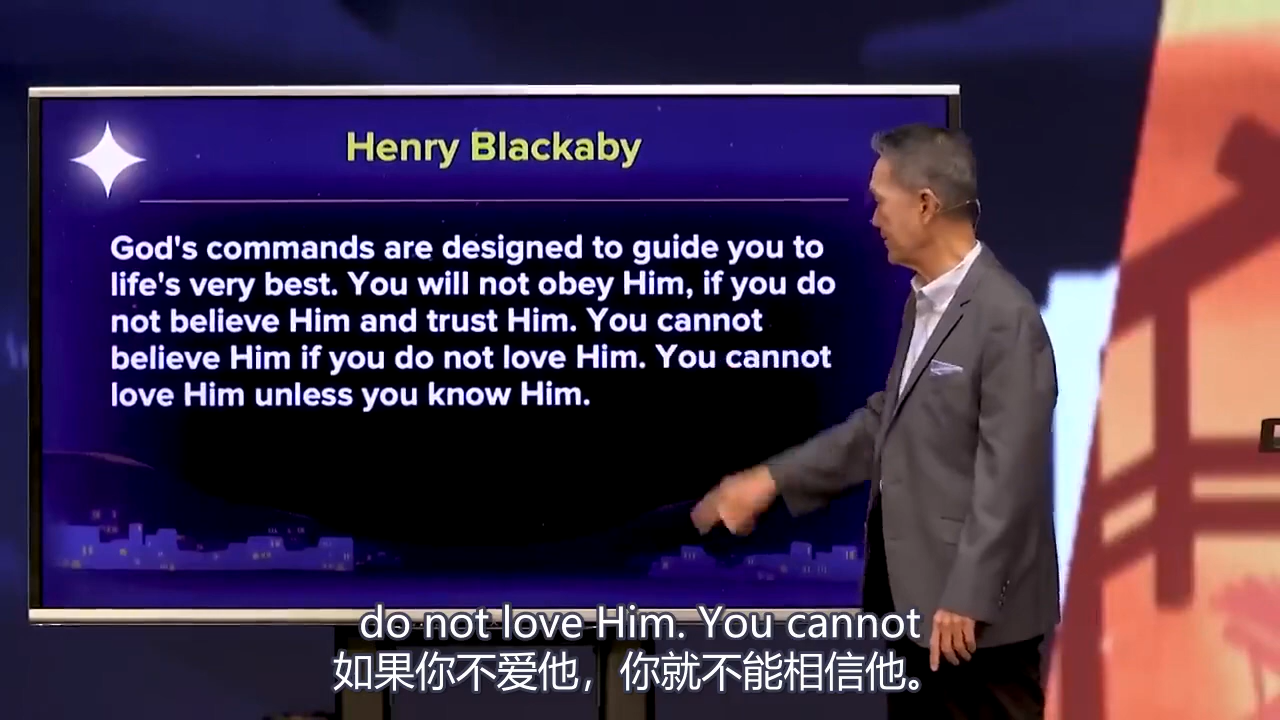 Henry Blackaby
God's commands are designed to guide you to
life's very best. You will not obey Him, if you do
not believe Him and trust Him. You cannot
believe Him if you do not love Him. You cannot
love Him unless you know Him.
do not love Him. You cannot
如果你不爱他，你就不能相信他。